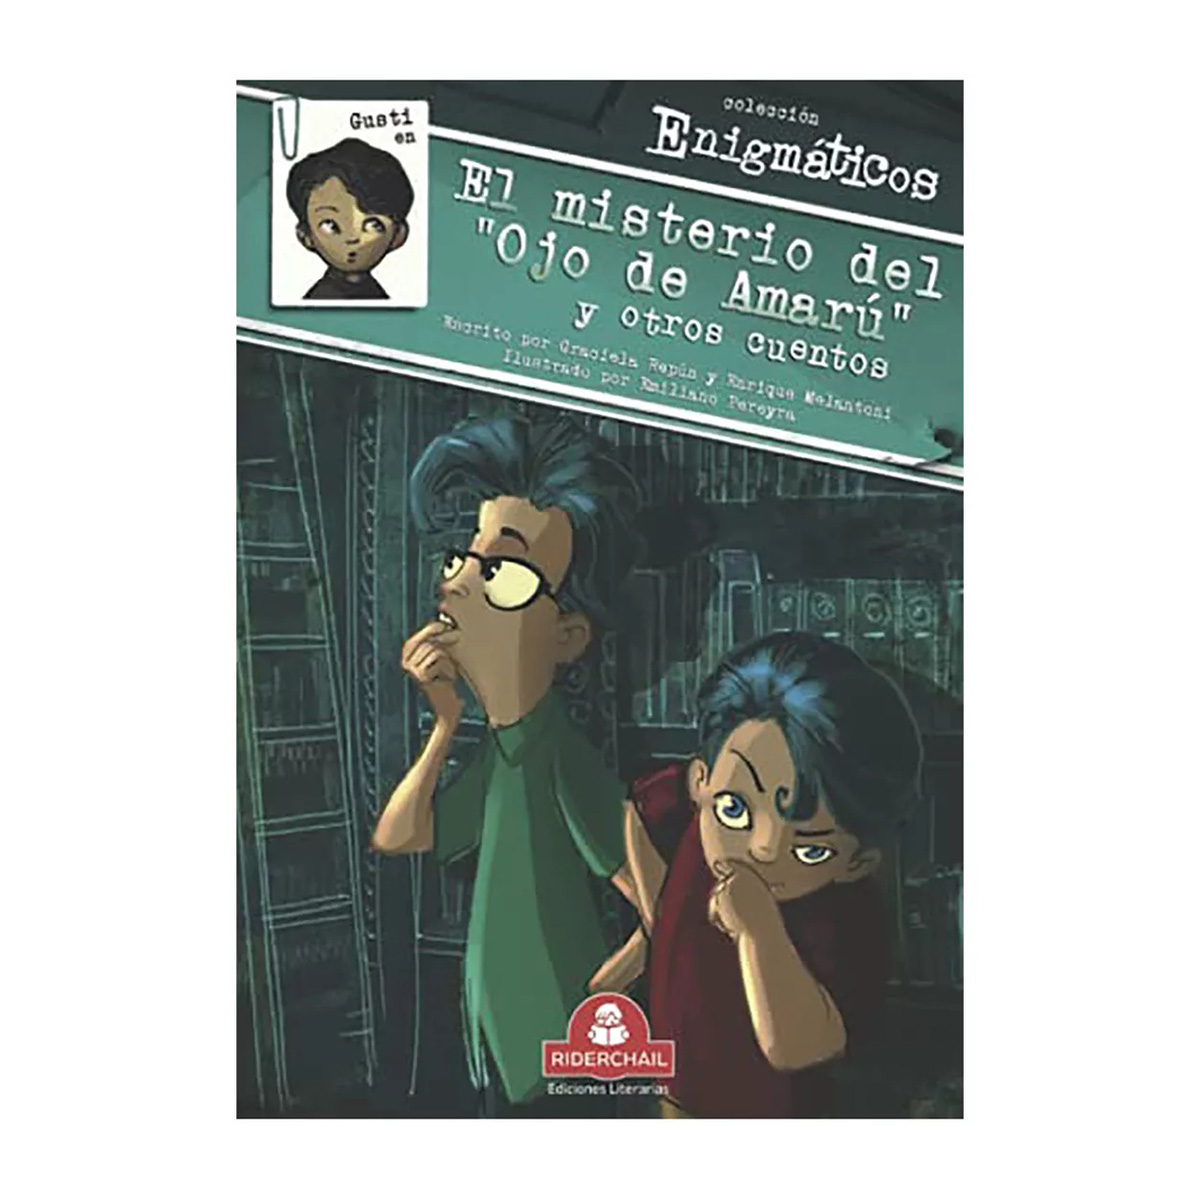 colección
Enigmáticos
Gusti
en
El misterio del
"Ojo de Amarú"
y otros cuentos
Escrito por Graciela Repún y Enrique Melantoni
Ilustrado por Emiliano Pereyra
RIDERCHAIL
Ediciones Literarias